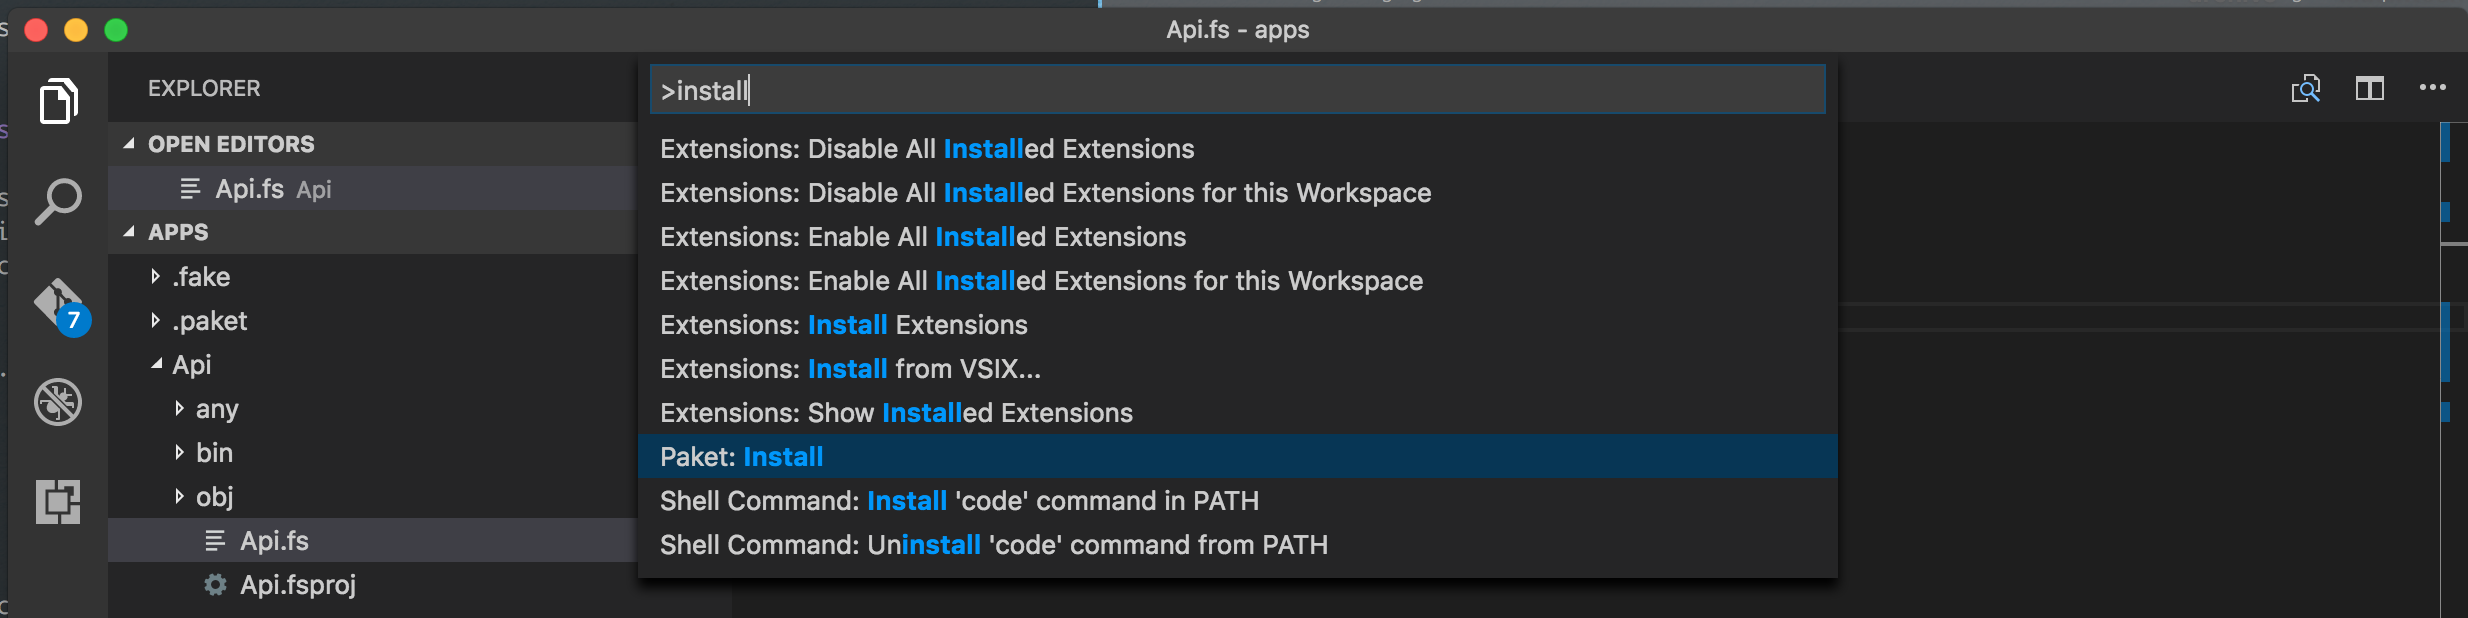 Api.fs - apps
EXPLORER
OPEN EDITORS
Api.fs Api
APPS
.fake
.paket
Api
any
bin
obj
Api.fs
Api.fsproj
7
>install
Extensions: Disable All Installed Extensions
Extensions: Disable All Installed Extensions for this Workspace
Extensions: Enable All Installed Extensions
Extensions: Enable All Installed Extensions for this Workspace
Extensions: Install Extensions
Extensions: Install from VSIX...
Extensions: Show Installed Extensions
Paket: Install
Shell Command: Install 'code' command in PATH
Shell Command: Uninstall 'code' command from PATH